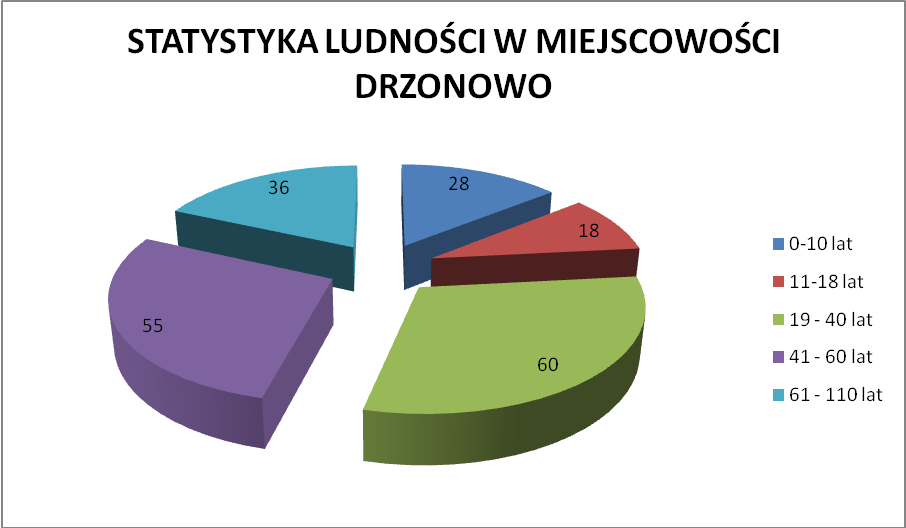 STATYSTYKA LUDNOŚCI W MIEJSCOWOŚCI
DRZONOWO
36
28
18
55
60
0-10 lat
11-18 lat
19 - 40 lat
41 - 60 lat
61 - 110 lat